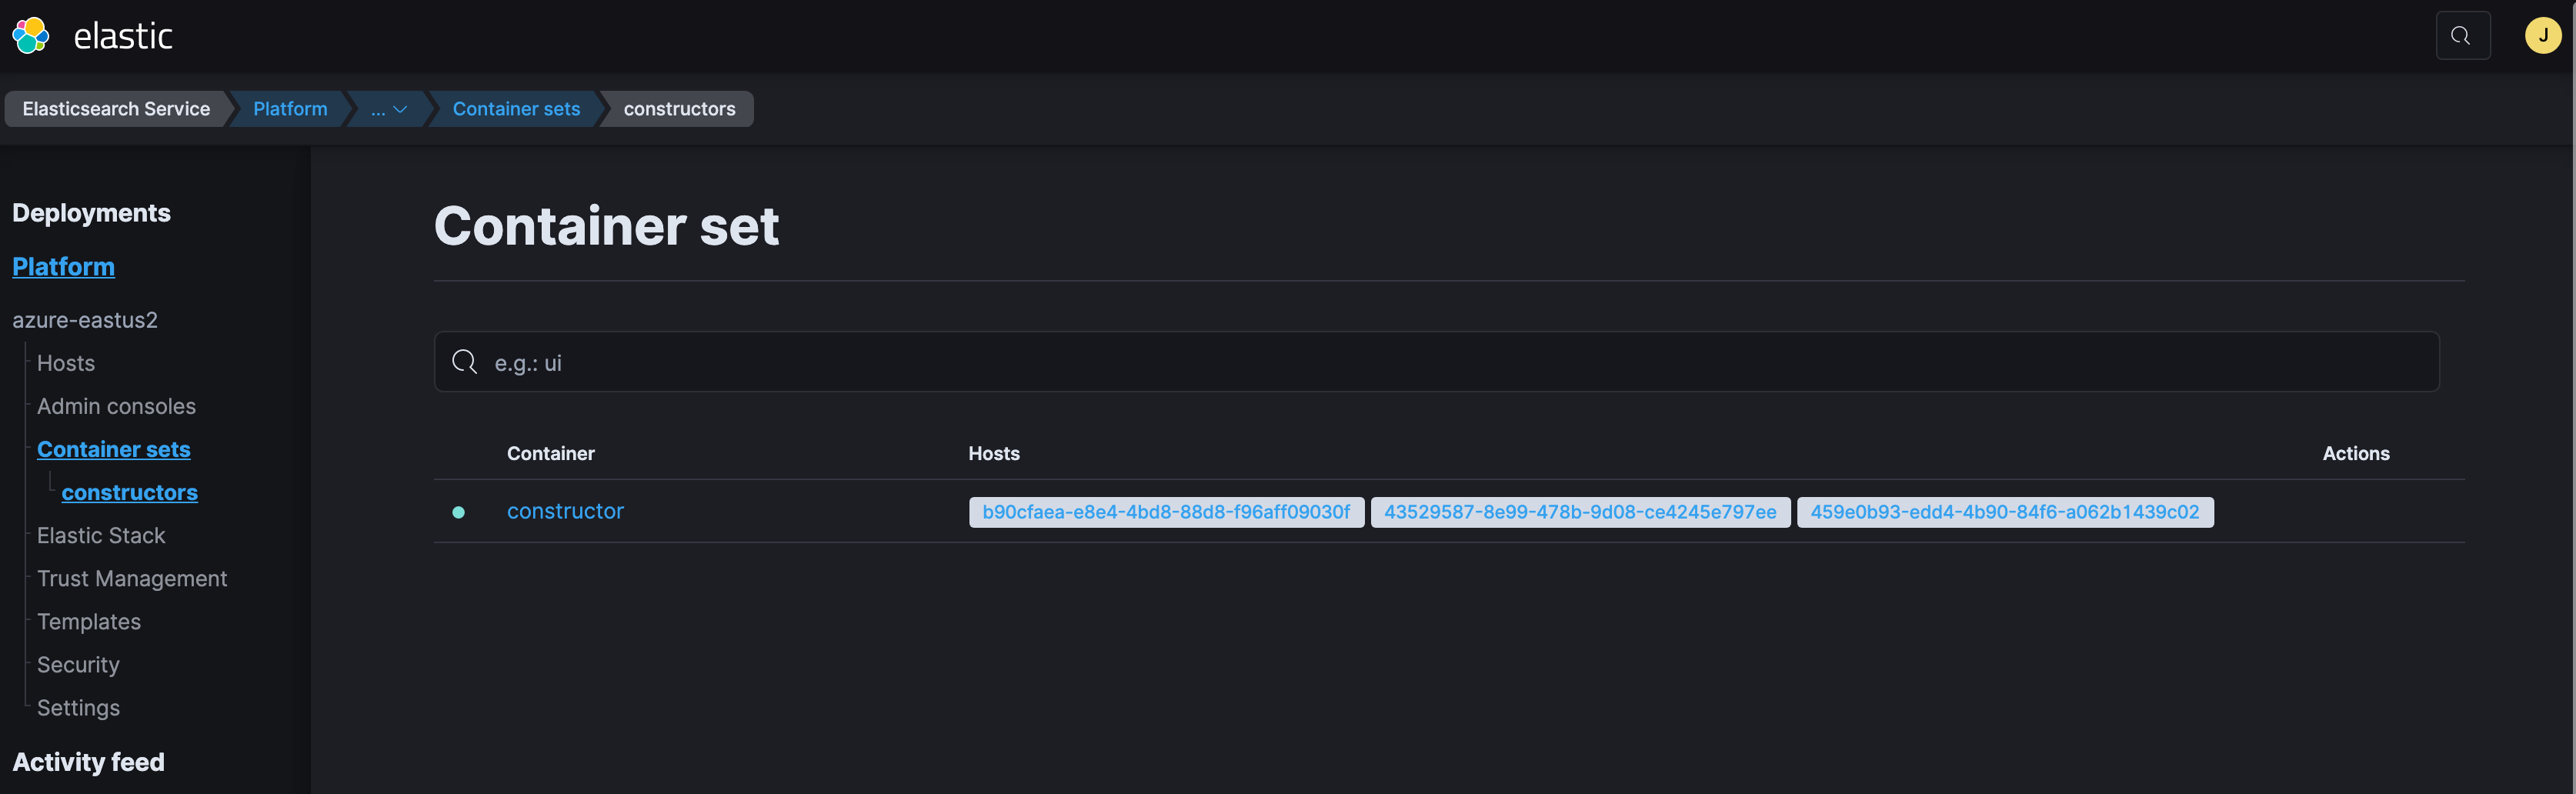 elastic
J
Elasticsearch Service
Platform
...
Container sets
constructors
Deployments
Platform
azure-eastus2
Hosts
Admin consoles
Container sets
constructors
Elastic Stack
Trust Management
Templates
Security
Settings
Activity feed
Container set
e.g.: ui
Container Hosts Actions
constructor b90cfaea-e8e4-4bd8-88d8-f96aff09030f 43529587-8e99-478b-9d08-ce4245e797ee 459e0b93-edd4-4b90-84f6-a062b1439c02